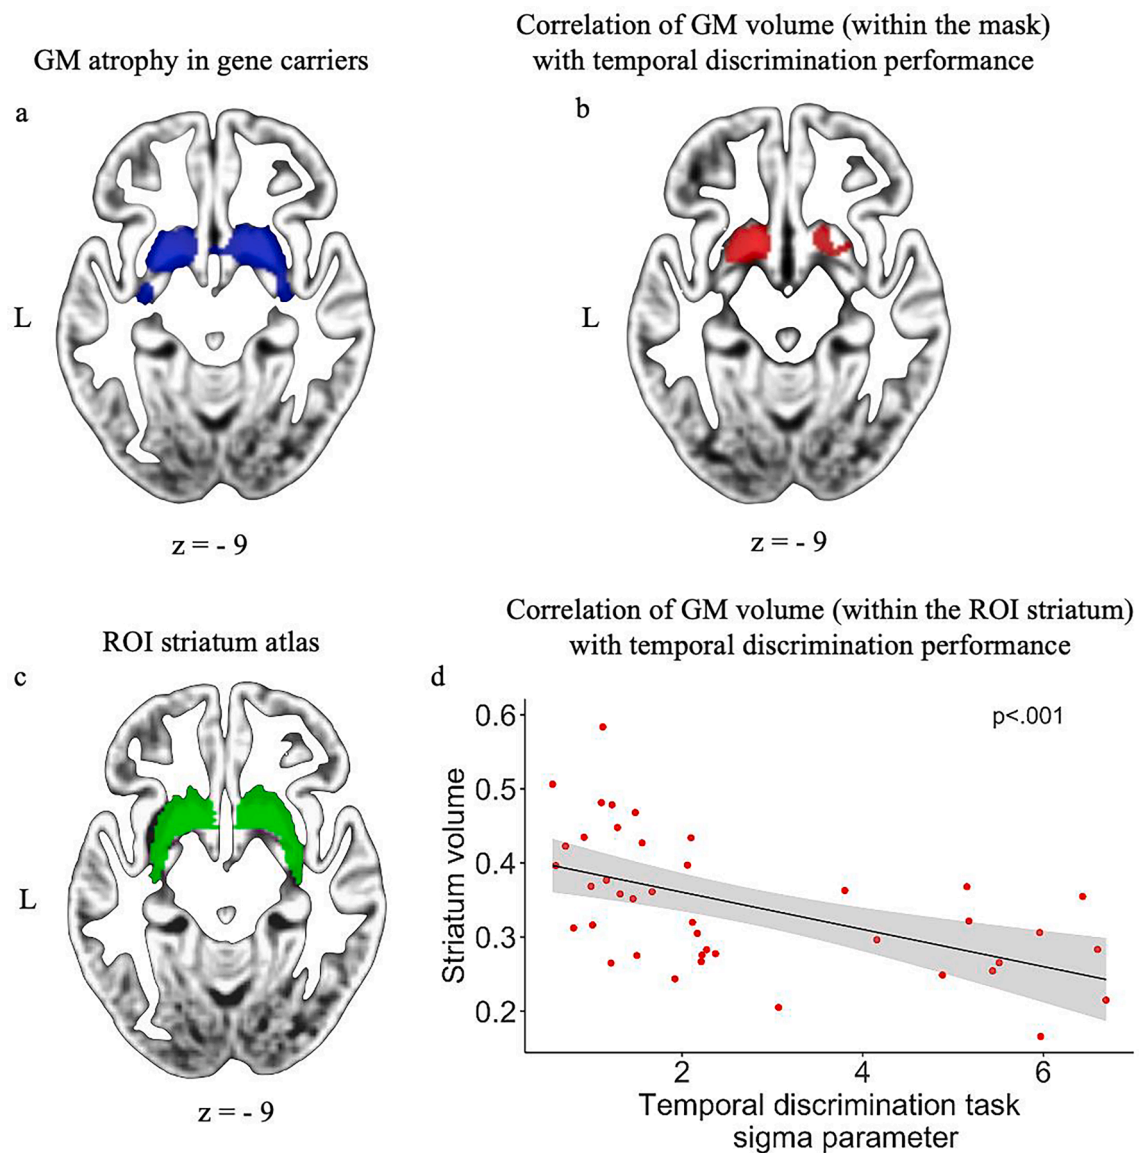 GM atrophy in gene carriers
Correlation of GM volume (within the mask)
with temporal discrimination performance
a
b
L
L
z = - 9
z = - 9
ROI striatum atlas
Correlation of GM volume (within the ROI striatum)
with temporal discrimination performance
c
d
L
z = - 9
p<.001
Striatum volume
0.6
0.5
0.4
0.3
0.2
2
4
6
Temporal discrimination task
sigma parameter